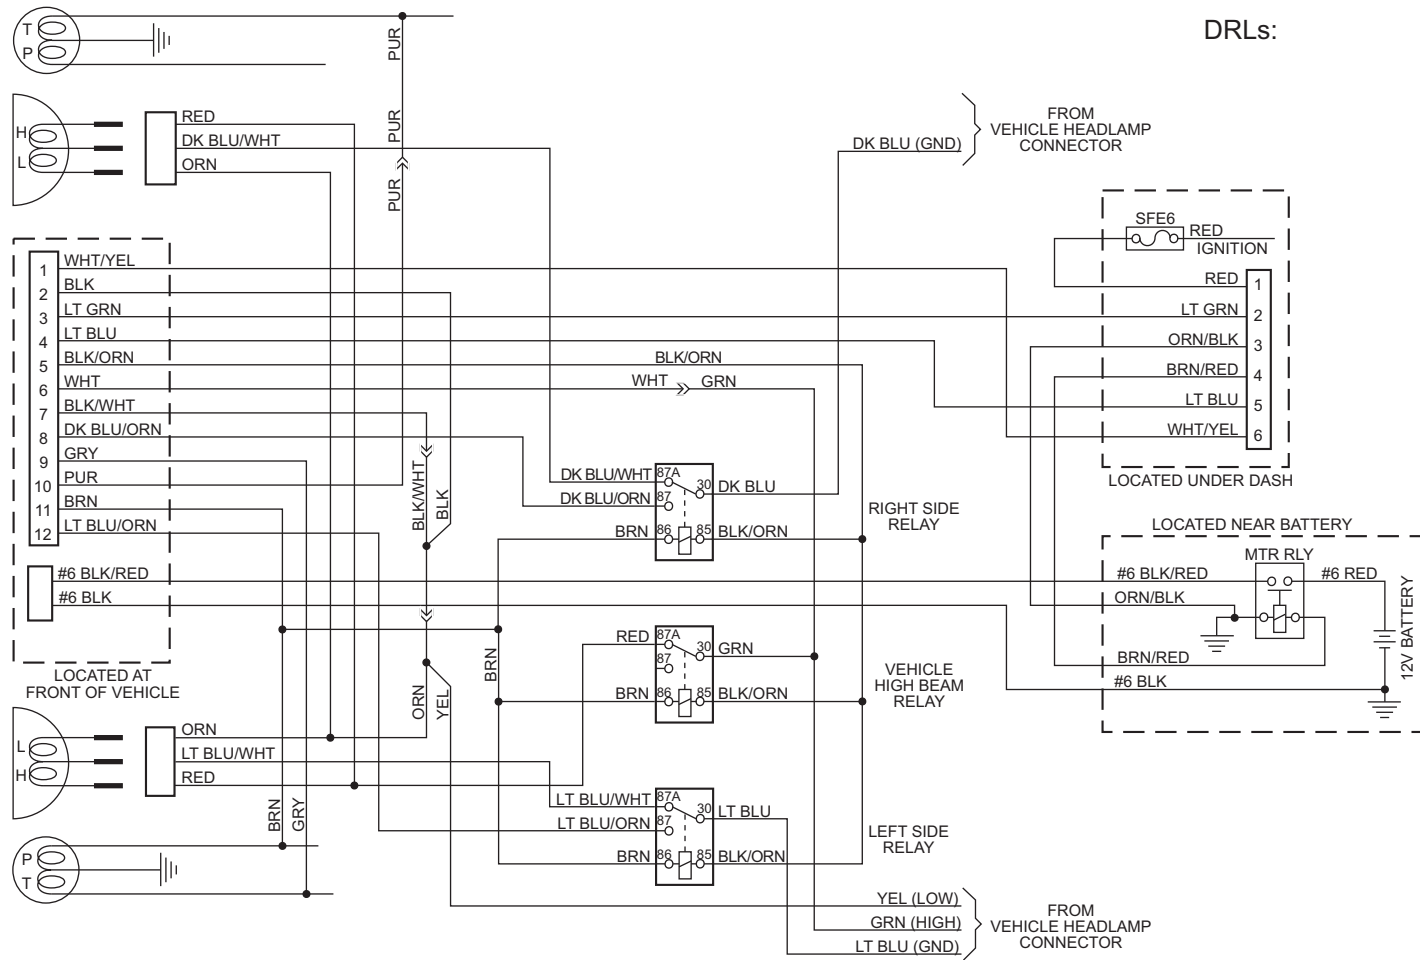 DRLs:
T
P
PUR
PUR
PUR
H
L
RED
DK BLU/WHT
ORN
DK BLU (GND)
FROM
VEHICLE HEADLAMP
CONNECTOR
SFE6
RED
IGNITION
RED 1
LT GRN 2
ORN/BLK 3
BRN/RED 4
LT BLU 5
WHT/YEL 6
LOCATED UNDER DASH
1 WHT/YEL
2 BLK
3 LT GRN
4 LT BLU
5 BLK/ORN
BLK/ORN
6 WHT
WHT
GRN
7 BLK/WHT
8 DK BLU/ORN
9 GRY
10 PUR
11 BRN
12 LT BLU/ORN
#6 BLK/RED
#6 BLK
LOCATED AT
FRONT OF VEHICLE
BLK/WHT
BLK
DK BLU/WHT 87A
30 DK BLU
DK BLU/ORN 87
BRN 86 85 BLK/ORN
RIGHT SIDE
RELAY
LOCATED NEAR BATTERY
MTR RLY
#6 BLK/RED
#6 RED
ORN/BLK
BRN/RED
#6 BLK
12V BATTERY
BRN
RED 87A
30 GRN
87
BRN 86 85 BLK/ORN
VEHICLE
HIGH BEAM
RELAY
ORN
YEL
L
H
ORN
LT BLU/WHT
RED
BRN
GRY
LT BLU/WHT 87A
30 LT BLU
LT BLU/ORN 87
BRN 86 85 BLK/ORN
LEFT SIDE
RELAY
P
T
YEL (LOW)
GRN (HIGH)
LT BLU (GND)
FROM
VEHICLE HEADLAMP
CONNECTOR